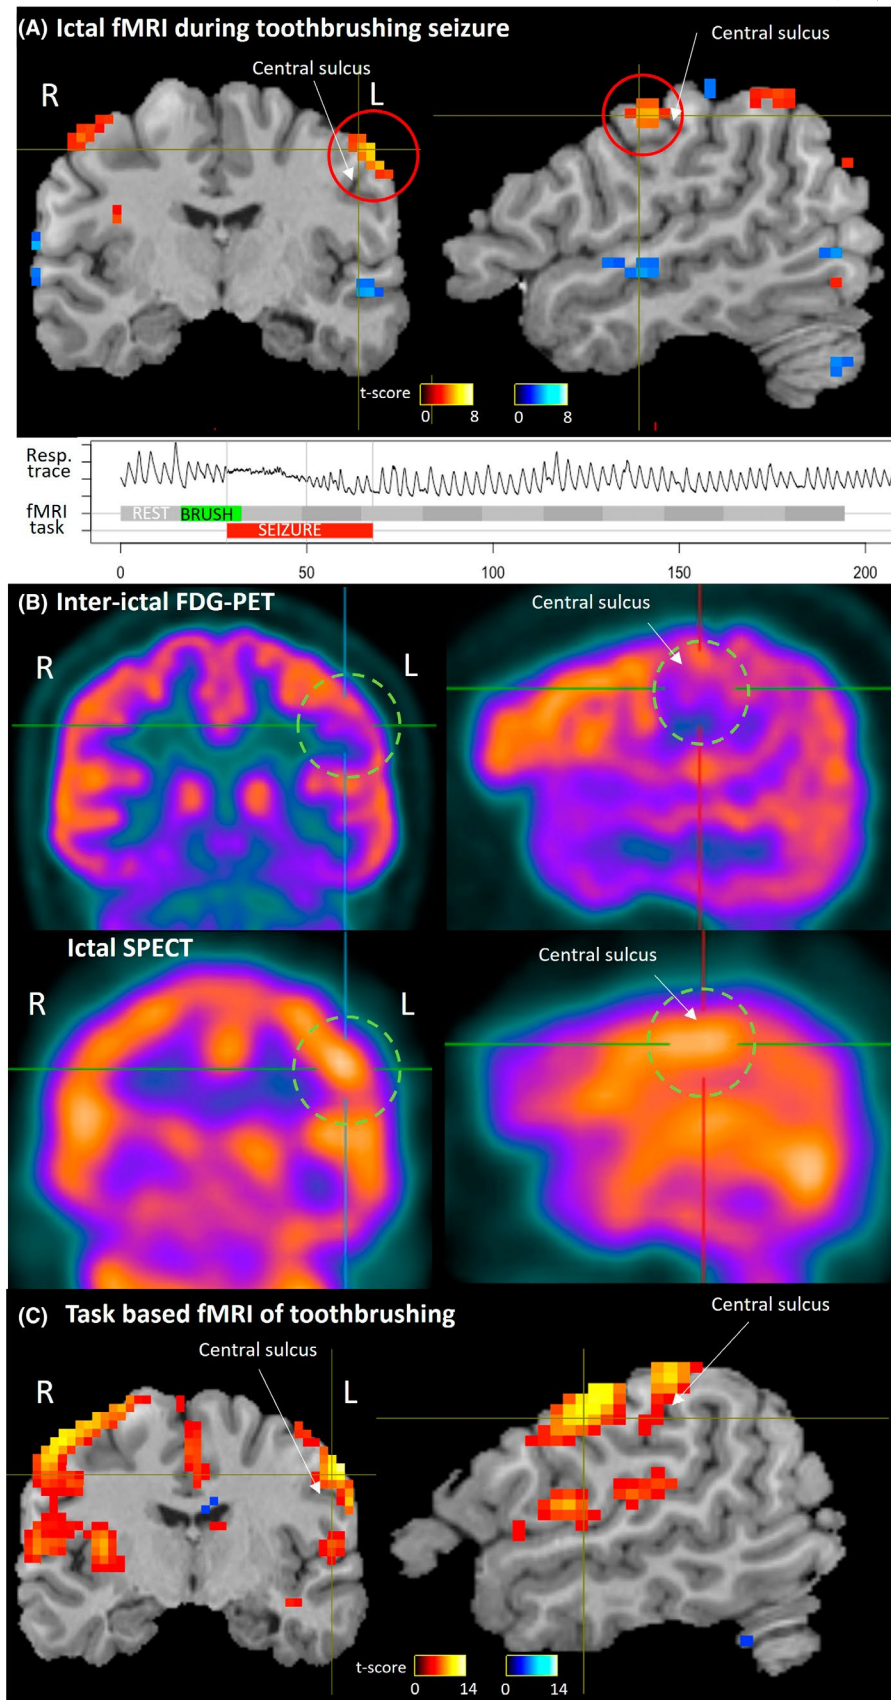 (A) Ictal fMRI during toothbrushing seizure
Central sulcus
Central sulcus
R
L
t-score
0 8
0 8
Resp. trace
fMRI task
REST
BRUSH
SEIZURE
0 50 100 150 200
(B) Inter-ictal FDG-PET
Central sulcus
R
L
Ictal SPECT
Central sulcus
R
L
(C) Task based fMRI of toothbrushing
Central sulcus
Central sulcus
R
L
t-score
0 14
0 14